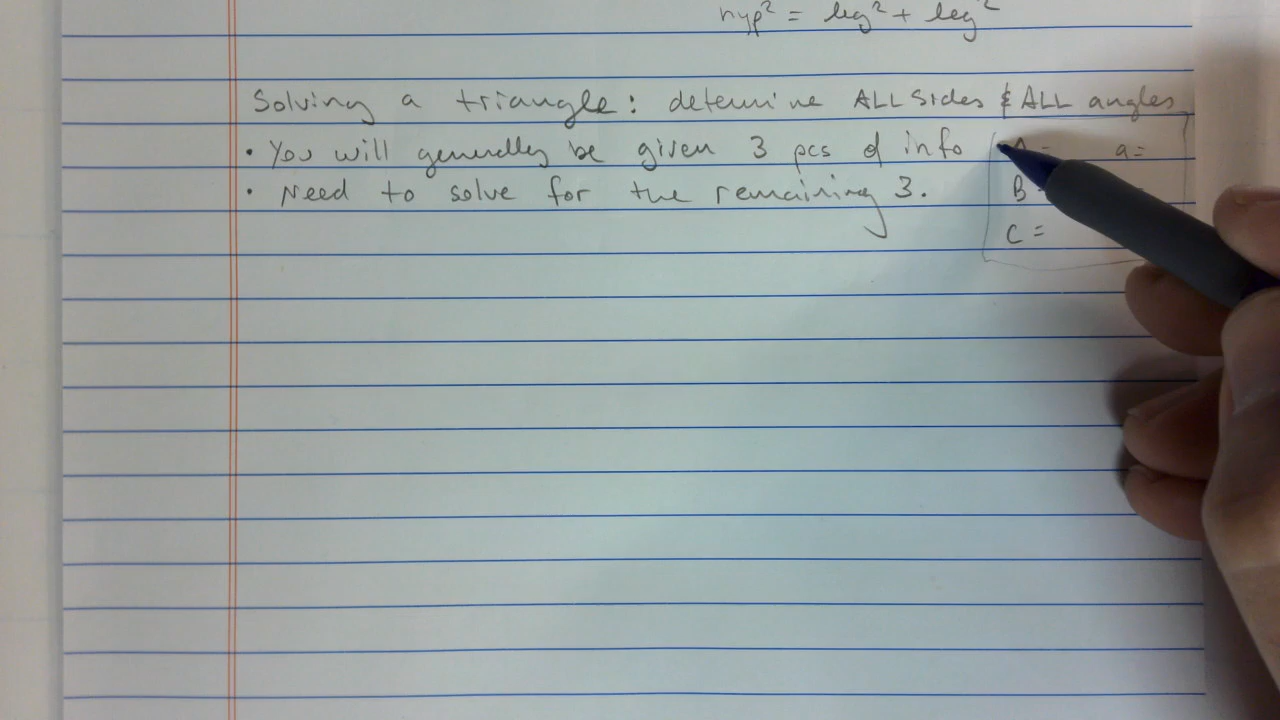 hyp² = leg² + leg²
Solving a triangle: determine ALL sides & ALL angles
• You will generally be given 3 pcs of info
• Need to solve for the remaining 3.
A = a =
B =
C =